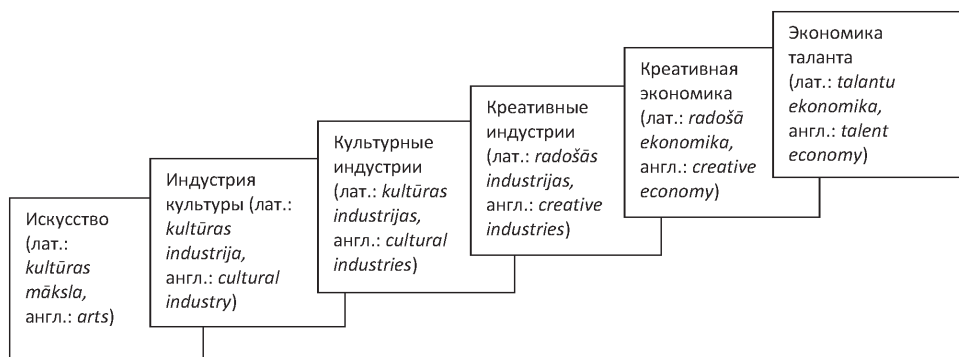 Искусство
(лат.:
kultūras
māksla,
англ.: arts)
Индустрия
культуры (лат.:
kultūras
industrija,
англ.: cultural
industry)
Культурные
индустрии
(лат.: kultūras
industrijas,
англ.: cultural
industries)
Креативные
индустрии
(лат.: radošās
industrijas,
англ.: creative
industries)
Креативная
экономика
(лат.: radošā
ekonomika,
англ.: creative
economy)
Экономика
таланта
(лат.: talantu
ekonomika,
англ.: talent
economy)